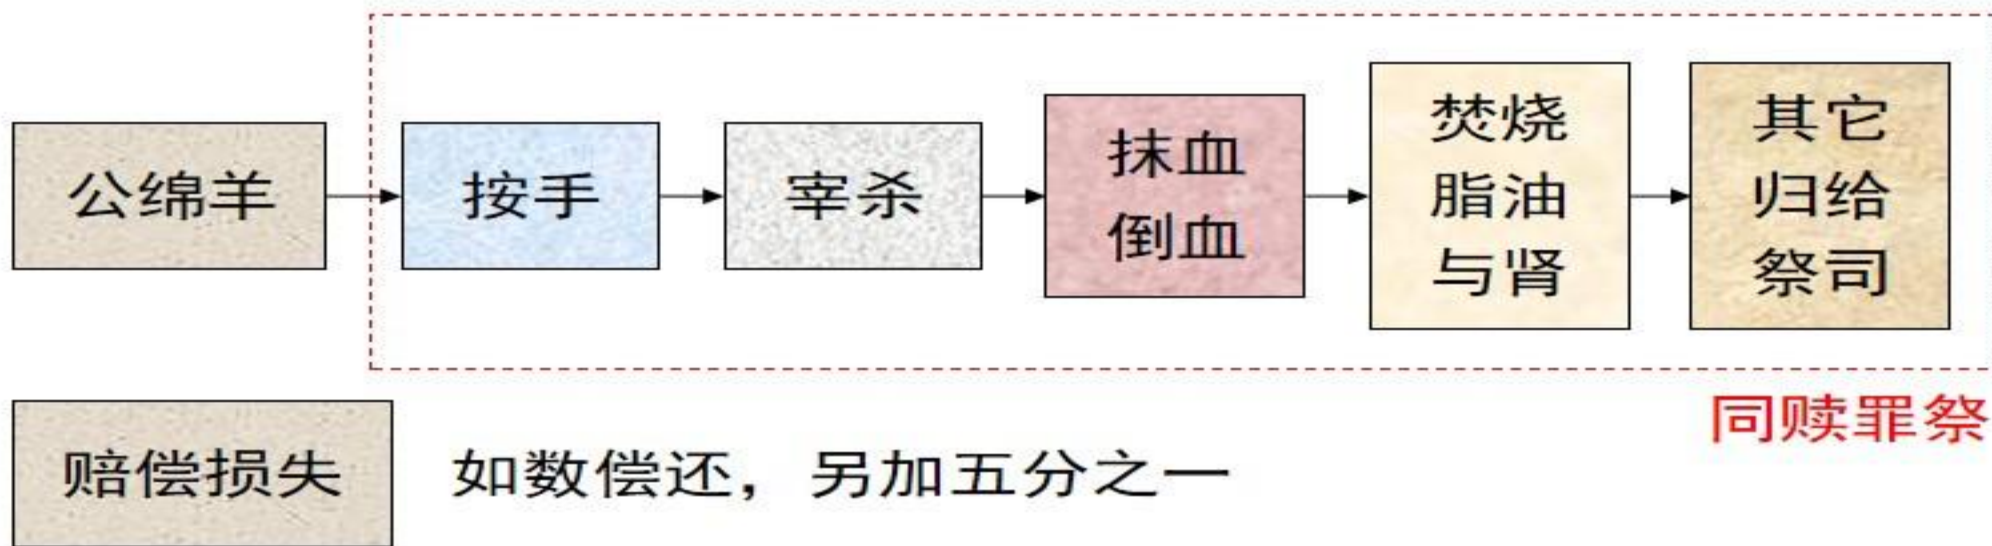 公绵羊
按手
宰杀
抹血
倒血
焚烧
脂油
与肾
其它
归给
祭司
同赎罪祭
赔偿损失
如数偿还，另加五分之一